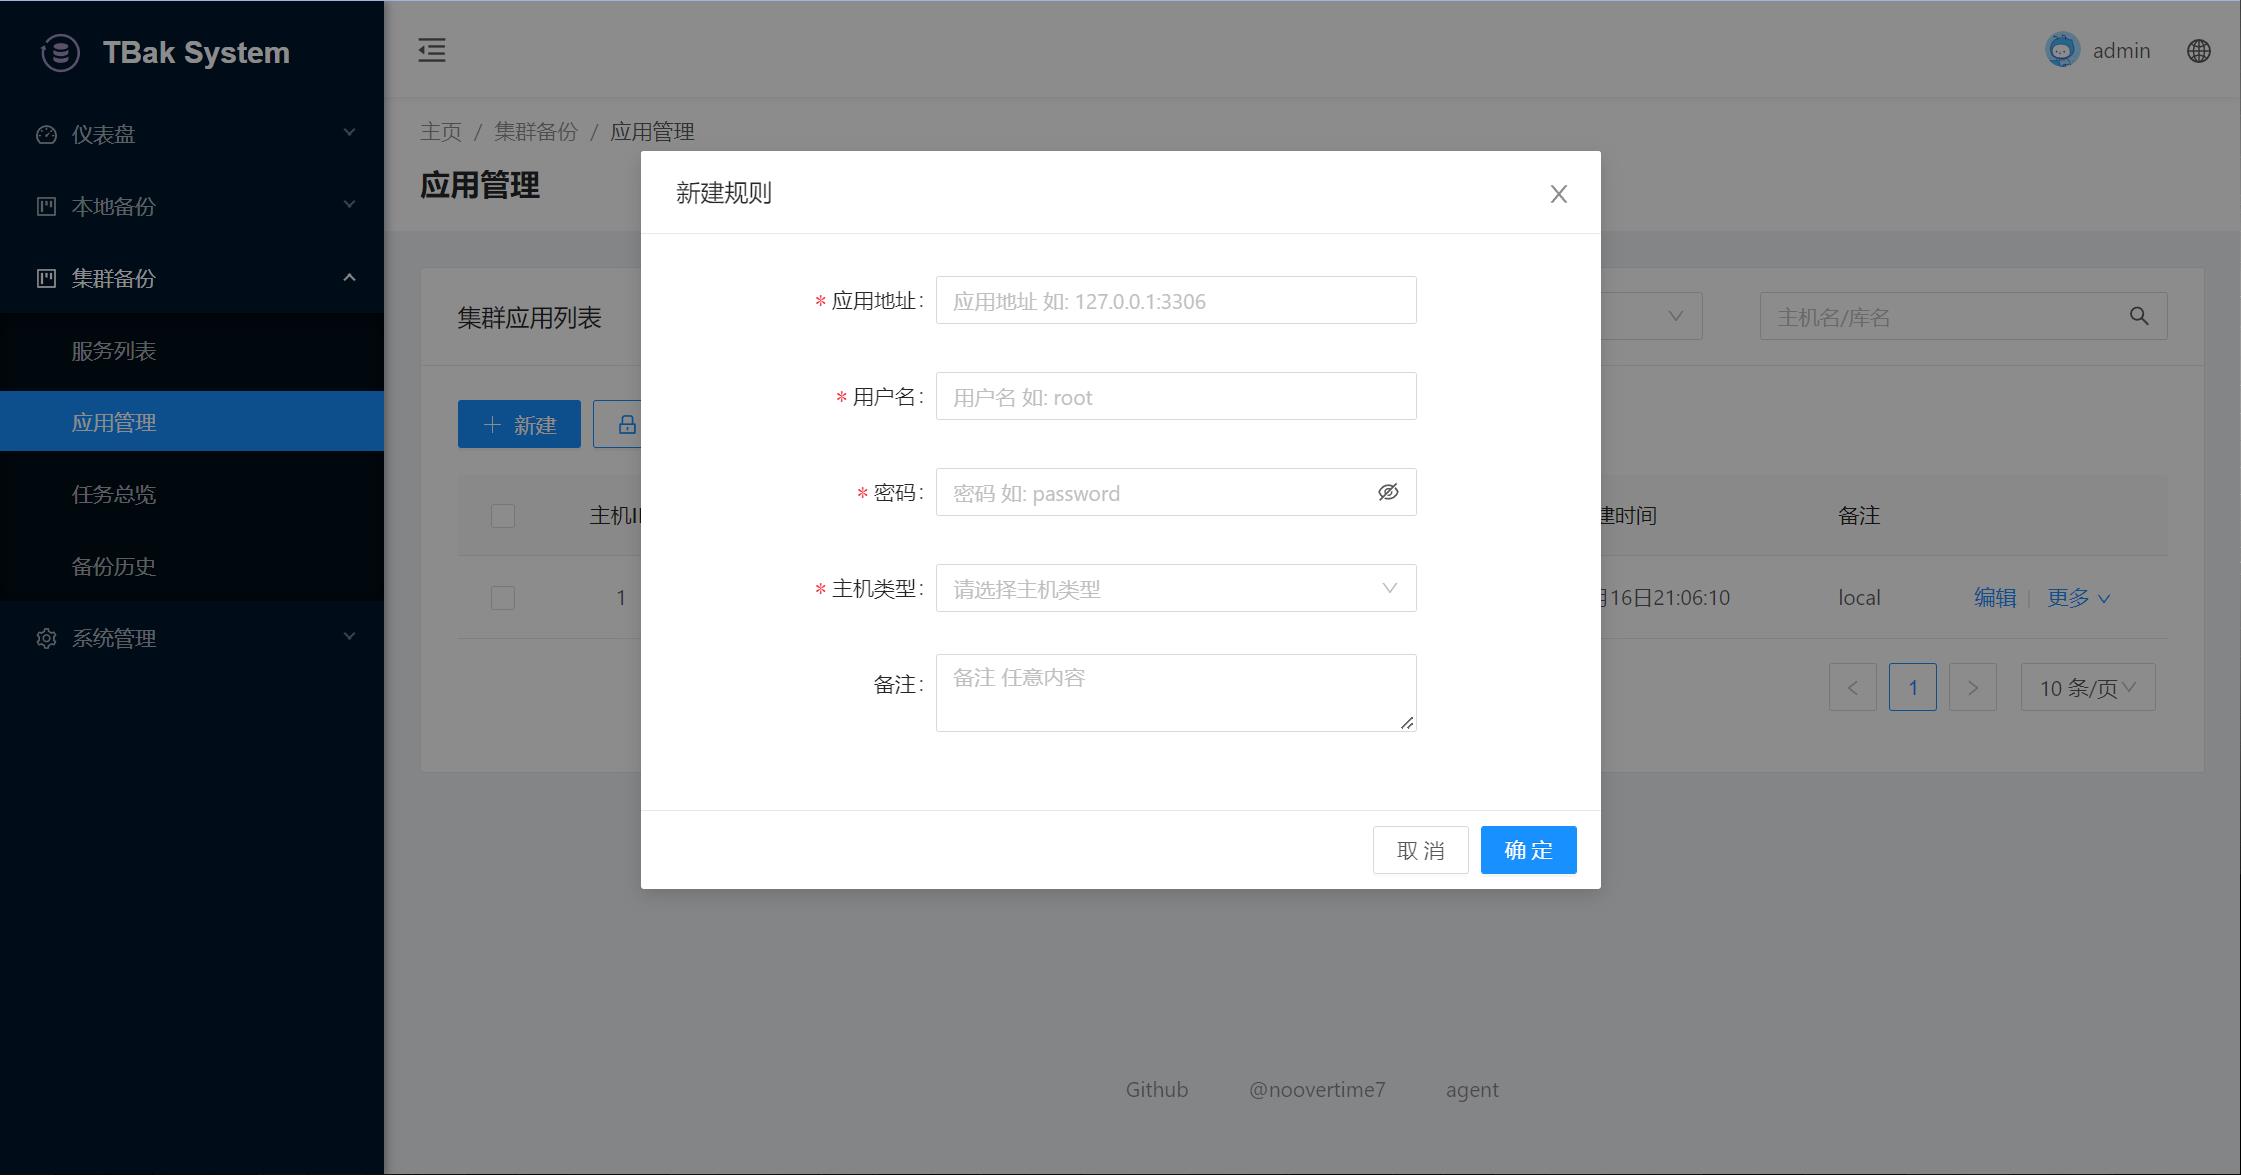 TBak System
admin
仪表盘
本地备份
集群备份
服务列表
应用管理
任务总览
备份历史
系统管理
主页 / 集群备份 / 应用管理
应用管理
集群应用列表
主机名/库名
新建
主机
建时间
备注
1
月16日21:06:10
local
编辑
更多
1
10 条/页
新建规则
* 应用地址:
应用地址 如: 127.0.0.1:3306
* 用户名:
用户名 如: root
* 密码:
密码 如: password
* 主机类型:
请选择主机类型
备注:
备注 任意内容
取 消
确 定
Github
@noovertime7
agent